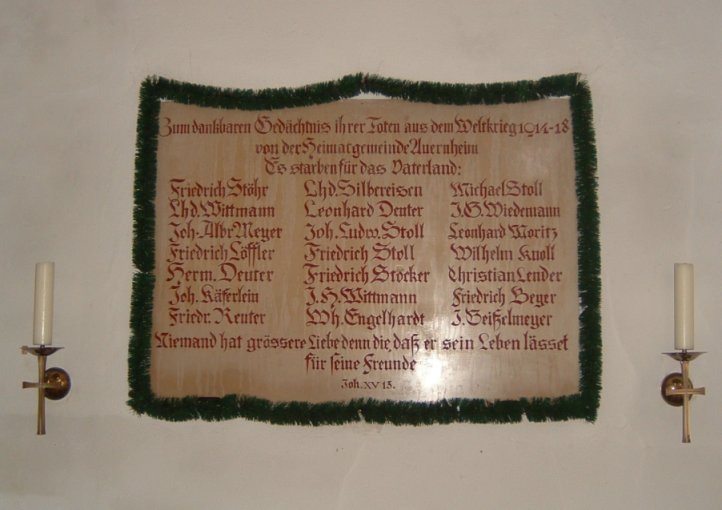 Zum dankbaren Gedächtnis ihrer Toten aus dem Weltkrieg 1914-18
von der Heimatgemeinde Auernheim
Es starben für das Vaterland:
Friedrich Stöhr Lhd. Silbereisen Michael Stoll
Lhd. Wittmann Leonhard Deuter J.G. Wiedemann
Joh.-Albr. Meyer Joh. Ludw. Stoll Leonhard Moritz
Friedrich Löffler Friedrich Stoll Wilhelm Knoll
Herm. Deuter Friedrich Stöcker Christian Lender
Joh. Käferlein J.H. Wittmann Friedrich Beyer
Friedr. Reuter Wh. Engelhardt J. Beißelmeyer
Niemand hat grössere Liebe denn die, daß er sein Leben lässet
für seine Freunde
Joh. XV 13.